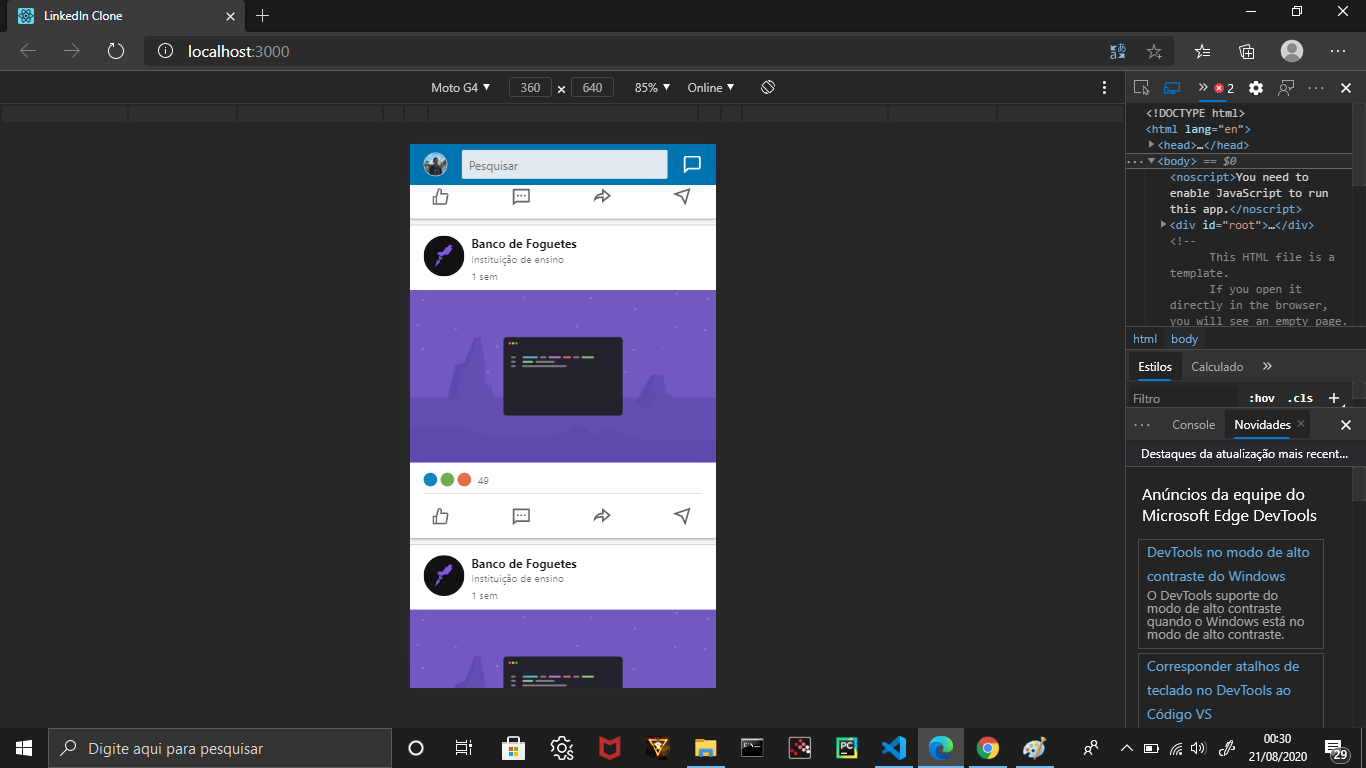 LinkedIn Clone
localhost:3000
Moto G4
360
×
640
85%
Online
2
Pesquisar
Banco de Foguetes
Instituição de ensino
1 sem
49
Banco de Foguetes
Instituição de ensino
1 sem
<!DOCTYPE html>
<html lang="en">
<head>…</head>
··· <body> == $0
<noscript>You need to
enable JavaScript to run
this app.</noscript>
<div id="root">…</div>
<!--
This HTML file is a
template.
If you open it
directly in the browser,
you will see an empty page.
html body
Estilos Calculado
Filtro :hov .cls +
Console Novidades
Destaques da atualização mais recent...
Anúncios da equipe do
Microsoft Edge DevTools
DevTools no modo de alto
contraste do Windows
O DevTools suporte do
modo de alto contraste
quando o Windows está no
modo de alto contraste.
Corresponder atalhos de
teclado no DevTools ao
Código VS
Digite aqui para pesquisar
PC
00:30
21/08/2020
29